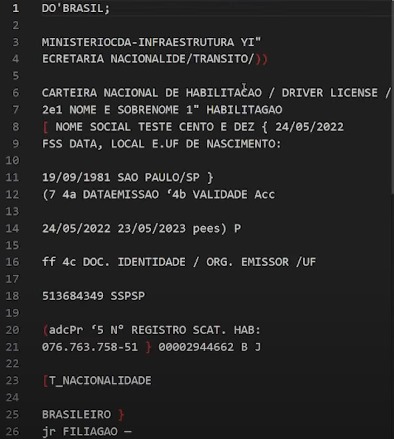 1 DO'BRASIL;
2
3 MINISTERIOCDA-INFRAESTRUTURA YI"
4 ECRETARIA NACIONALIDE/TRANSITO/))
5
6 CARTEIRA NACIONAL DE HABILITACAO / DRIVER LICENSE /
7 2e1 NOME E SOBRENOME 1" HABILITAGAO
8 [ NOME SOCIAL TESTE CENTO E DEZ { 24/05/2022
9 FSS DATA, LOCAL E.UF DE NASCIMENTO:
10
11 19/09/1981 SAO PAULO/SP }
12 (7 4a DATAEMISSAO ‘4b VALIDADE Acc
13
14 24/05/2022 23/05/2023 pees) P
15
16 ff 4c DOC. IDENTIDADE / ORG. EMISSOR /UF
17
18 513684349 SSPSP
19
20 (adcPr ‘5 N° REGISTRO SCAT. HAB:
21 076.763.758-51 } 00002944662 B J
22
23 [T_NACIONALIDADE
24
25 BRASILEIRO }
26 jr FILIAGAO —